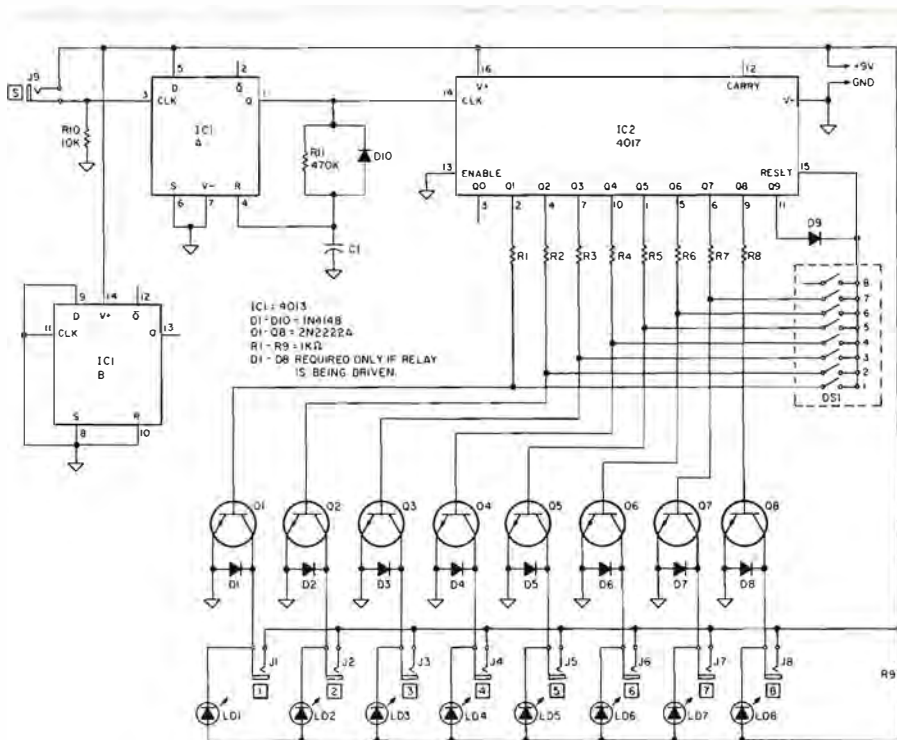 J9
S
R10
10K
5
D
2
Q̄
3
CLK
Q
1
IC1
A
S
V-
R
6
7
4
R11
470K
D10
C1
16
V+
12
CARRY
14
CLK
IC2
4017
V-
+9V
GND
13
ENABLE
RESET
15
Q0
Q1
Q2
Q3
Q4
Q5
Q6
Q7
Q8
Q9
3
2
4
7
10
1
5
6
9
11
D9
R1
R2
R3
R4
R5
R6
R7
R8
8
7
6
5
4
3
2
1
DS1
9
14
12
D
V+
Q̄
11
CLK
Q
13
IC1
B
S
R
8
10
IC1 = 4013
D1-D10 = 1N4148
Q1-Q8 = 2N2222A
R1-R9 = 1KΩ
D1 - D8 REQUIRED ONLY IF RELAY
IS BEING DRIVEN.
Q1
Q2
Q3
Q4
Q5
Q6
Q7
Q8
D1
D2
D3
D4
D5
D6
D7
D8
J1
J2
J3
J4
J5
J6
J7
J8
1
2
3
4
5
6
7
8
R9
LD1
LD2
LD3
LD4
LD5
LD6
LD7
LD8